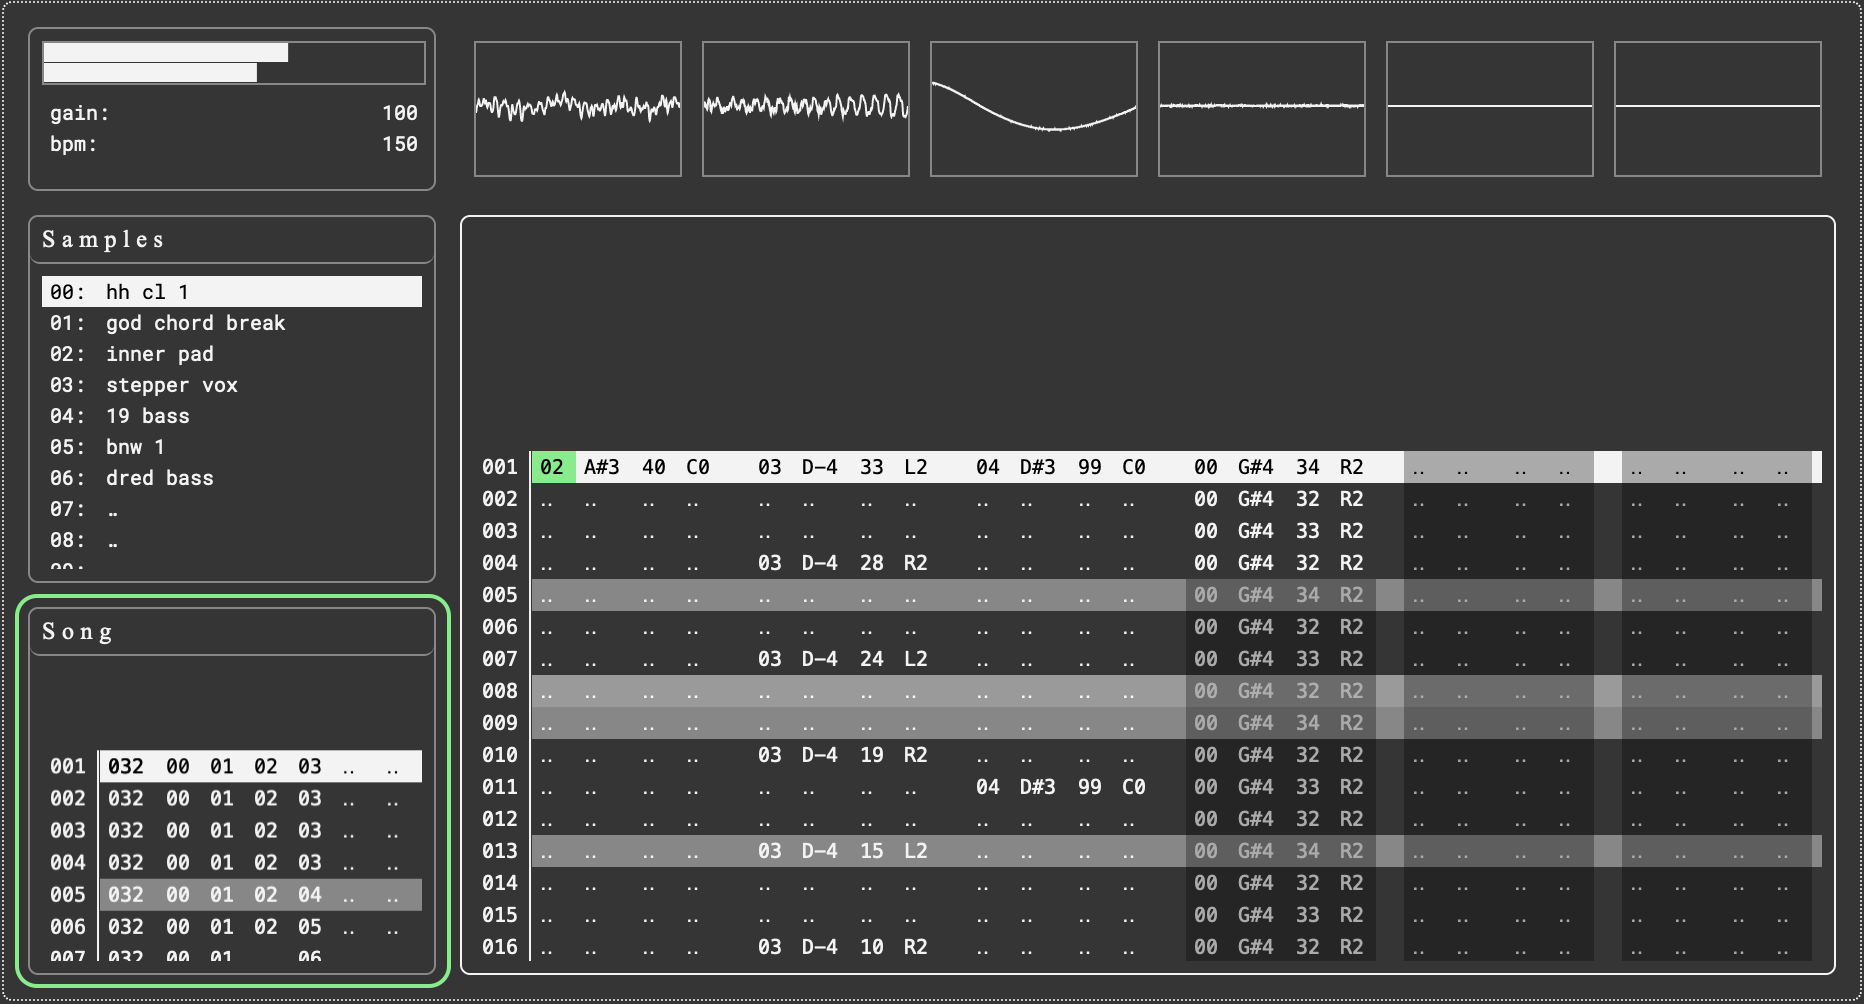 gain: 100
bpm: 150
Samples
00: hh cl 1
01: god chord break
02: inner pad
03: stepper vox
04: 19 bass
05: bnw 1
06: dred bass
07: ..
08: ..
Song
001 032 00 01 02 03 .. ..
002 032 00 01 02 03 .. ..
003 032 00 01 02 03 .. ..
004 032 00 01 02 03 .. ..
005 032 00 01 02 04 .. ..
006 032 00 01 02 05 .. ..
007 032 00 01 06
001 02 A#3 40 C0 03 D-4 33 L2 04 D#3 99 C0 00 G#4 34 R2 .. .. .. .. .. .. .. ..
002 .. .. .. .. .. .. .. .. .. .. .. .. 00 G#4 32 R2 .. .. .. .. .. .. .. ..
003 .. .. .. .. .. .. .. .. .. .. .. .. 00 G#4 33 R2 .. .. .. .. .. .. .. ..
004 .. .. .. .. 03 D-4 28 R2 .. .. .. .. 00 G#4 32 R2 .. .. .. .. .. .. .. ..
005 .. .. .. .. .. .. .. .. .. .. .. .. 00 G#4 34 R2 .. .. .. .. .. .. .. ..
006 .. .. .. .. .. .. .. .. .. .. .. .. 00 G#4 32 R2 .. .. .. .. .. .. .. ..
007 .. .. .. .. 03 D-4 24 L2 .. .. .. .. 00 G#4 33 R2 .. .. .. .. .. .. .. ..
008 .. .. .. .. .. .. .. .. .. .. .. .. 00 G#4 32 R2 .. .. .. .. .. .. .. ..
009 .. .. .. .. .. .. .. .. .. .. .. .. 00 G#4 34 R2 .. .. .. .. .. .. .. ..
010 .. .. .. .. 03 D-4 19 R2 .. .. .. .. 00 G#4 32 R2 .. .. .. .. .. .. .. ..
011 .. .. .. .. .. .. .. .. 04 D#3 99 C0 00 G#4 33 R2 .. .. .. .. .. .. .. ..
012 .. .. .. .. .. .. .. .. .. .. .. .. 00 G#4 32 R2 .. .. .. .. .. .. .. ..
013 .. .. .. .. 03 D-4 15 L2 .. .. .. .. 00 G#4 34 R2 .. .. .. .. .. .. .. ..
014 .. .. .. .. .. .. .. .. .. .. .. .. 00 G#4 32 R2 .. .. .. .. .. .. .. ..
015 .. .. .. .. .. .. .. .. .. .. .. .. 00 G#4 33 R2 .. .. .. .. .. .. .. ..
016 .. .. .. .. 03 D-4 10 R2 .. .. .. .. 00 G#4 32 R2 .. .. .. .. .. .. .. ..